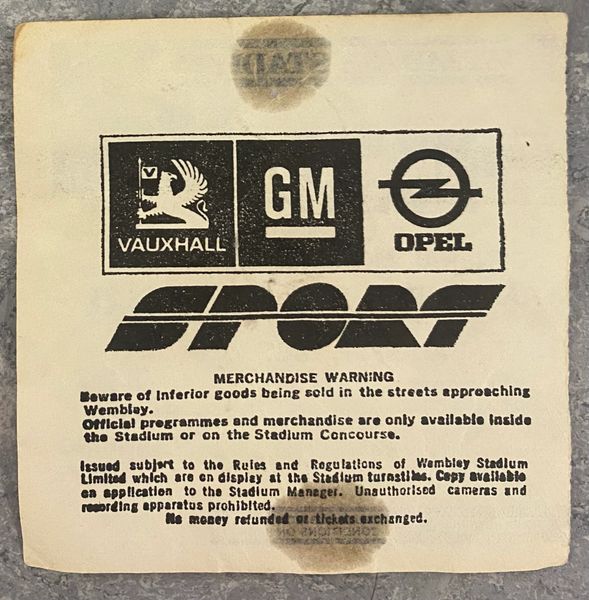 V
VAUXHALL
GM
OPEL
SPORT
MERCHANDISE WARNING
Beware of inferior goods being sold in the streets approaching
Wembley.
Official programmes and merchandise are only available inside
the Stadium or on the Stadium Concourse.
Issued subject to the Rules and Regulations of Wembley Stadium
Limited which are on display at the Stadium turnstiles. Copy available
on application to the Stadium Manager. Unauthorised cameras and
recording apparatus prohibited.
No money refunded or tickets exchanged.